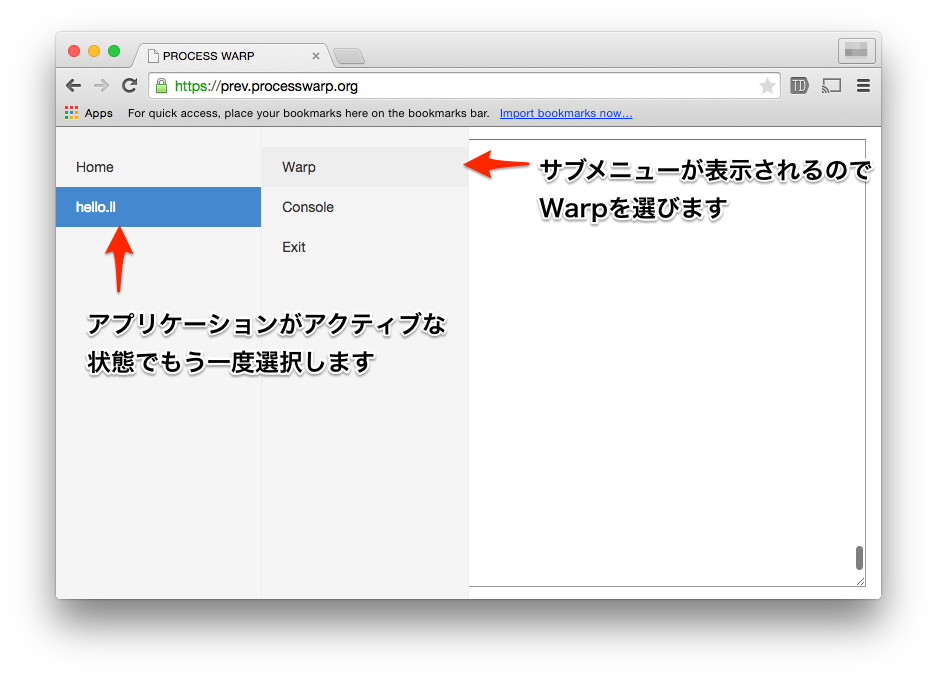 PROCESS WARP
https://prev.processwarp.org
TD
Apps For quick access, place your bookmarks here on the bookmarks bar. Import bookmarks now...
Home
hello.ll
Warp
Console
Exit
サブメニューが表示されるので
Warpを選びます
アプリケーションがアクティブな
状態でもう一度選択します